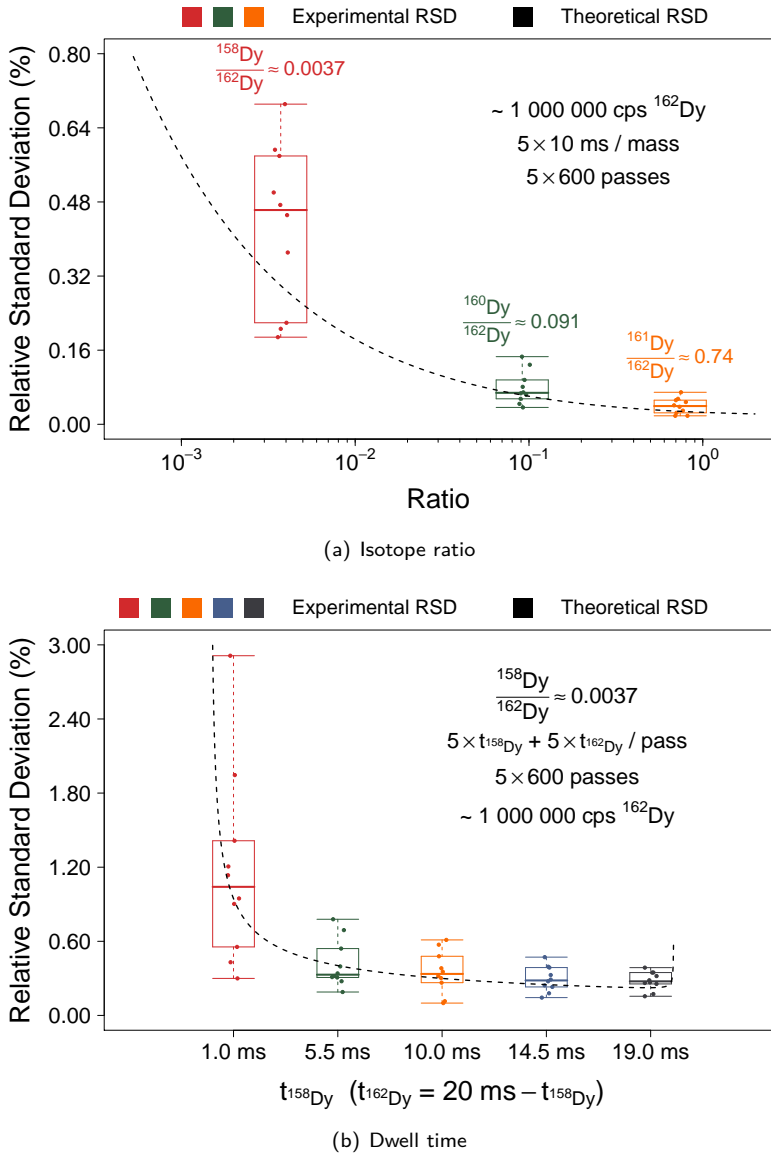 Experimental RSD Theoretical RSD
Relative Standard Deviation (%)
0.80
0.64
0.48
0.32
0.16
0.00
¹⁵⁸Dy
¹⁶²Dy ≈ 0.0037
~ 1 000 000 cps ¹⁶²Dy
5 × 10 ms / mass
5 × 600 passes
¹⁶⁰Dy
¹⁶²Dy ≈ 0.091
¹⁶¹Dy
¹⁶²Dy ≈ 0.74
10⁻³ 10⁻² 10⁻¹ 10⁰
Ratio
(a) Isotope ratio
Experimental RSD Theoretical RSD
Relative Standard Deviation (%)
3.00
2.40
1.80
1.20
0.60
0.00
¹⁵⁸Dy
¹⁶²Dy ≈ 0.0037
5 × t¹⁵⁸Dy + 5 × t¹⁶²Dy / pass
5 × 600 passes
~ 1 000 000 cps ¹⁶²Dy
1.0 ms 5.5 ms 10.0 ms 14.5 ms 19.0 ms
t¹⁵⁸Dy (t¹⁶²Dy = 20 ms − t¹⁵⁸Dy)
(b) Dwell time